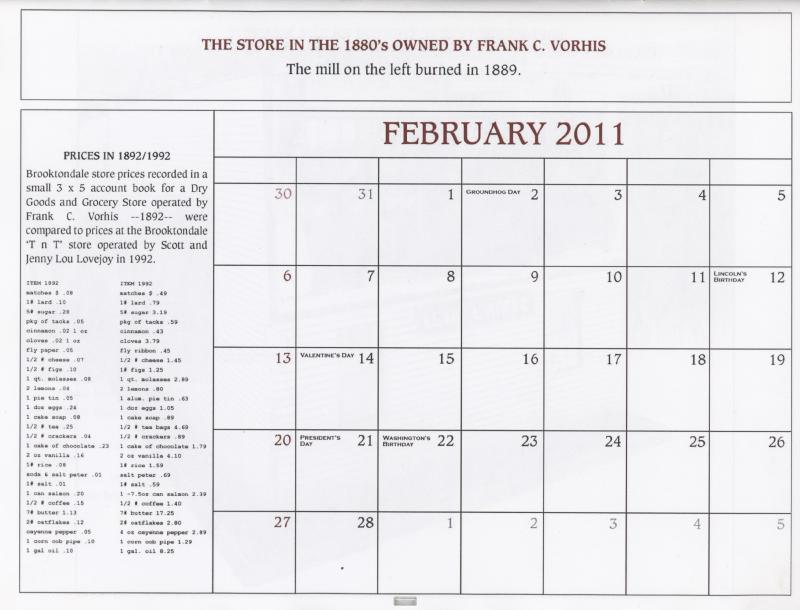 THE STORE IN THE 1880's OWNED BY FRANK C. VORHIS
The mill on the left burned in 1889.
PRICES IN 1892/1992
Brooktondale store prices recorded in a
small 3 x 5 account book for a Dry
Goods and Grocery Store operated by
Frank C. Vorhis --1892-- were
compared to prices at the Brooktondale
'T n T' store operated by Scott and
Jenny Lou Lovejoy in 1992.
ITEM 1892
matches $ .08
1# lard .10
5# sugar .28
pkg of tacks .05
cinnamon .02 1 oz
cloves .02 1 oz
fly paper .05
1/2 # cheese .07
1/2 # figs .10
1 qt. molasses .08
2 lemons .04
1 pie tin .05
1 doz eggs .24
1 cake soap .08
1/2 # tea .25
1/2 # crackers .04
1 cake of chocolate .23
2 oz vanilla .16
1# rice .08
soda & salt peter .01
1# salt .01
1 can salmon .20
1/2 # coffee .15
7# butter 1.13
2# oatflakes .12
cayenne pepper .05
1 corn cob pipe .10
1 gal oil .10
ITEM 1992
matches $ .49
1# lard .79
5# sugar 3.19
pkg of tacks .59
cinnamon .43
cloves 3.79
fly ribbon .45
1/2 # cheese 1.45
1# figs 1.25
1 qt. molasses 2.89
2 lemons .80
1 alum. pie tin .63
1 doz eggs 1.05
1 cake soap .89
1/2 # tea bags 4.69
1/2 # crackers .89
1 cake of chocolate 1.79
2 oz vanilla 4.10
1# rice 1.59
salt peter .69
1# salt .59
1 -7.5oz can salmon 2.39
1/2 # coffee 1.40
7# butter 17.25
2# oatflakes 2.80
4 oz cayenne pepper 2.89
1 corn cob pipe 1.29
1 gal. oil 8.25
FEBRUARY 2011
30 31 1 GROUNDHOG DAY 2 3 4 5
6 7 8 9 10 11 LINCOLN'S BIRTHDAY 12
13 VALENTINE'S DAY 14 15 16 17 18 19
20 PRESIDENT'S DAY 21 WASHINGTON'S BIRTHDAY 22 23 24 25 26
27 28 1 2 3 4 5